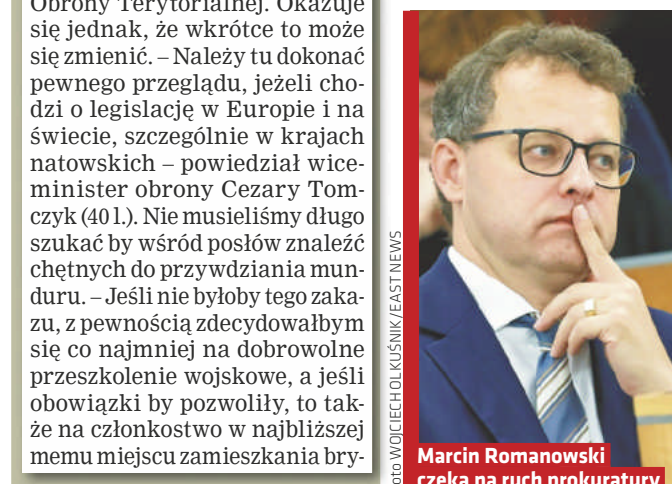 Obrony Terytorialnej. Okazuje
się jednak, że wkrótce to może
się zmienić. – Należy tu dokonać
pewnego przeglądu, jeżeli cho-
dzi o legislację w Europie i na
świecie, szczególnie w krajach
natowskich – powiedział wice-
minister obrony Cezary Tom-
czyk (40 l.). Nie musieliśmy długo
szukać by wśród posłów znaleźć
chętnych do przywdziania mun-
duru. – Jeśli nie byłoby tego zaka-
zu, z pewnością zdecydowałbym
się co najmniej na dobrowolne
przeszkolenie wojskowe, a jeśli
obowiązki by pozwoliły, to tak-
że na członkostwo w najbliższej
memu miejscu zamieszkania bry-
oto WOJCIECH OLKUŚNIK/EAST NEWS
Marcin Romanowski
czeka na ruch prokuratury